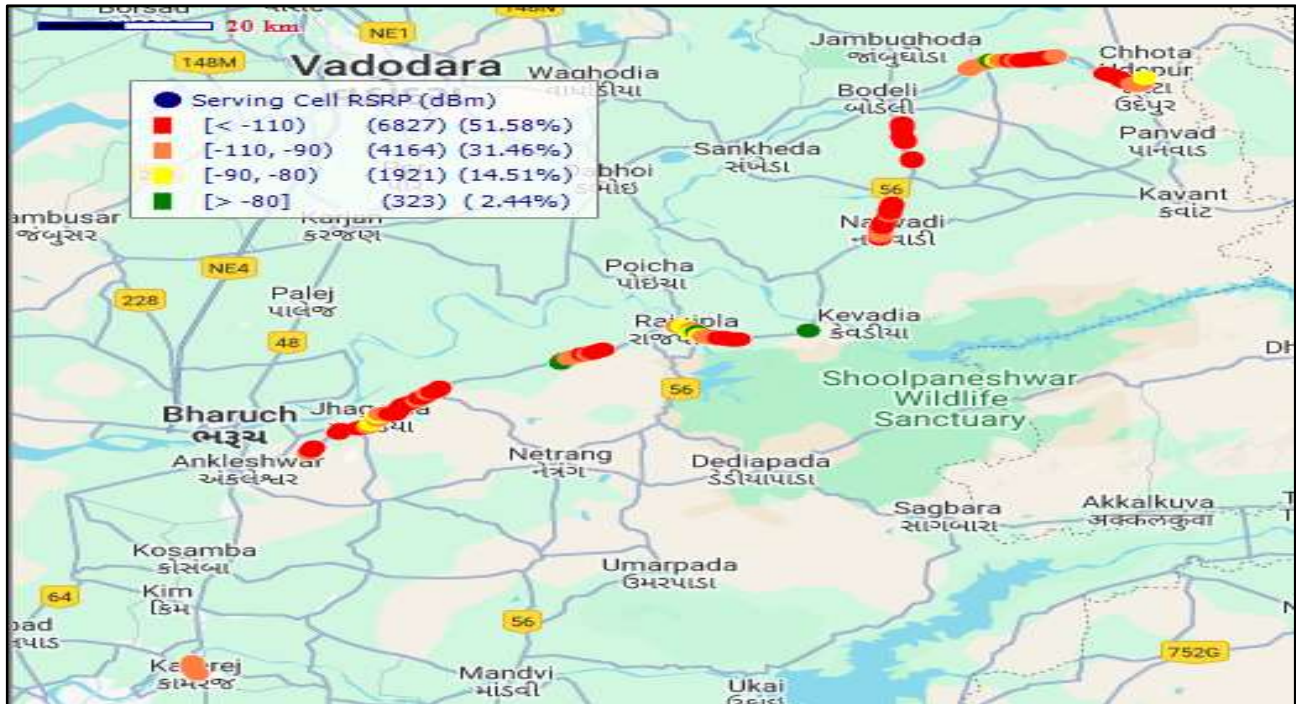 20 km
148N
NE1
148M
Vadodara
Waghodia
Jambughoda
જાંબુઘોડા
Chhota
ઉદેપુર
Bodeli
બોડેલી
Serving Cell RSRP (dBm)
[< -110) (6827) (51.58%)
[-110, -90) (4164) (31.46%)
[-90, -80) (1921) (14.51%)
[> -80] (323) ( 2.44%)
Panvad
પાનવાડ
Sankheda
સંખેડા
56
Kavant
કવાંટ
જંબુસર
કરજણ
NE4
Poicha
પોઇચા
228
Palej
પાલેજ
48
Kevadia
કેવડીયા
56
Shoolpaneshwar
Wildlife
Sanctuary
Bharuch
ભરૂચ
Ankleshwar
અંકલેશ્વર
Netrang
નેત્રંગ
Dediapada
ડેડીયાપાડા
Sagbara
સાગબારા
Akkalkuva
अक्कलकुवा
Kosamba
કોસંબા
Umarpada
ઉમરપાડા
Kim
કિમ
64
56
752G
કામરેજ
Mandvi
માંડવી
Ukai